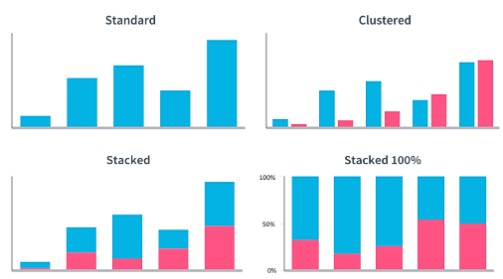 Standard
Clustered
Stacked
Stacked 100%
100%
50%
0%